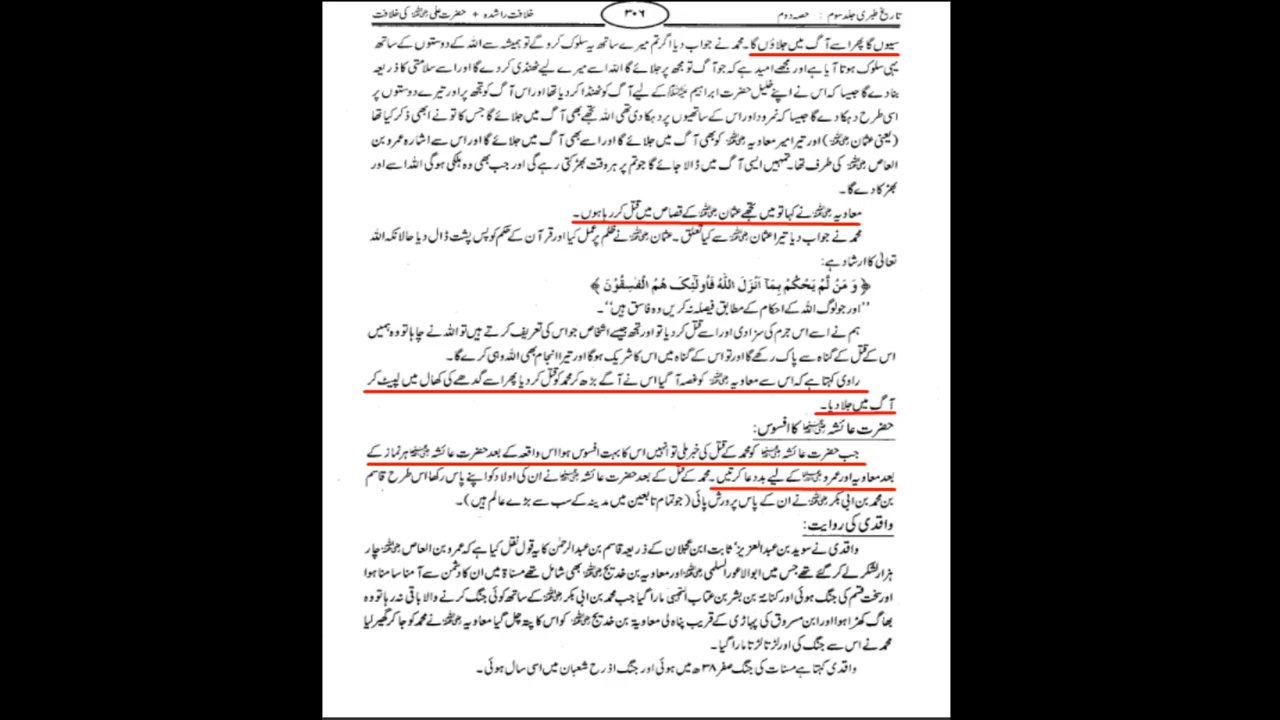 تاریخ طبری جلد سوم : حصہ دوم ۳۰۶ خلافت راشدہ + حضرت علی رضی اللہ عنہ کی خلافت
سیوں گا پھر اسے آگ میں جلاؤں گا۔ محمد نے جواب دیا اگر تم میرے ساتھ یہ سلوک کرو گے تو ہمیشہ سے اللہ کے دوستوں کے ساتھ
یہی سلوک ہوتا آیا ہے اور مجھے امید ہے کہ جو آگ تو مجھ پر جلائے گا اللہ اسے میرے لیے ٹھنڈی کر دے گا اور اسے سلامتی کا ذریعہ
بنا دے گا جیسا کہ اس نے اپنے خلیل حضرت ابراہیم ﷺ کے لیے آگ کو ٹھنڈا کر دیا تھا اور اس آگ کو تجھ پر اور تیرے دوستوں پر
اسی طرح دہکا دے گا جیسا کہ نمرود اور اس کے ساتھیوں پر دہکا دی تھی اللہ تجھے بھی آگ میں جلائے گا جس کا تو نے ابھی ذکر کیا تھا
(یعنی عثمان رضی اللہ عنہ) اور تیرا امیر معاویہ رضی اللہ عنہ کو بھی آگ میں جلائے گا اور اسے بھی آگ میں جلائے گا اور اس سے اشارہ عمرو بن
العاص رضی اللہ عنہ کی طرف تھا۔ تمہیں ایسی آگ میں ڈالا جائے گا جو تم پر ہر وقت بھڑکتی رہے گی اور جب بھی وہ ہلکی ہوگی اللہ اسے اور
بھڑکا دے گا۔
معاویہ رضی اللہ عنہ نے کہا تو میں تجھے عثمان رضی اللہ عنہ کے قصاص میں قتل کر رہا ہوں۔
محمد نے جواب دیا تیرا عثمان رضی اللہ عنہ سے کیا تعلق۔ عثمان رضی اللہ عنہ نے ظلم پر عمل کیا اور قرآن کے حکم کو پس پشت ڈال دیا حالانکہ اللہ
تعالیٰ کا ارشاد ہے:
﴿ وَ مَنْ لَّمْ یَحْکُمْ بِمَآ اَنْزَلَ اللّٰهُ فَاُولٰٓئِکَ هُمُ الْفٰسِقُوْنَ ﴾
''اور جو لوگ اللہ کے احکام کے مطابق فیصلہ نہ کریں وہ فاسق ہیں''۔
ہم نے اسے اس جرم کی سزا دی اور اسے قتل کر دیا تو اور تجھ جیسے اشخاص جو اس کی تعریف کرتے ہیں تو اللہ نے چاہا تو وہ ہمیں
اس کے قتل کے گناہ سے پاک رکھے گا اور تو اس کے گناہ میں اس کا شریک ہوگا اور تیرا انجام بھی اللہ وہی کرے گا۔
راوی کہتا ہے کہ اس سے معاویہ رضی اللہ عنہ کو غصہ آ گیا اس نے آگے بڑھ کر محمد کو قتل کر دیا پھر اسے گدھے کی کھال میں لپیٹ کر
آگ میں جلا دیا۔
حضرت عائشہ رضی اللہ عنہا کا افسوس:
جب حضرت عائشہ رضی اللہ عنہا کو محمد کے قتل کی خبر ملی تو انہیں اس کا بہت افسوس ہوا اس واقعہ کے بعد حضرت عائشہ رضی اللہ عنہا ہر نماز کے
بعد معاویہ اور عمرو رضی اللہ عنہما کے لیے بددعا کرتیں۔ محمد کے قتل کے بعد حضرت عائشہ رضی اللہ عنہا نے ان کی اولاد کو اپنے پاس رکھا اس طرح قاسم
بن محمد بن ابی بکر رضی اللہ عنہ نے ان کے پاس پرورش پائی (جو تمام تابعین میں مدینہ کے سب سے بڑے عالم ہیں)۔
واقدی کی روایت:
واقدی نے سوید بن عبدالعزیز' ثابت ابن عجلان کے ذریعہ قاسم بن عبدالرحمٰن کا یہ قول نقل کیا ہے کہ عمرو بن العاص رضی اللہ عنہ چار
ہزار لشکر لے کر گئے تھے جس میں ابوالاعور السلمی رضی اللہ عنہ اور معاویہ بن خدیج رضی اللہ عنہ بھی شامل تھے مسناۃ میں ان کا دشمن سے آمنا سامنا ہوا
اور سخت قسم کی جنگ ہوئی اور کنانہ بن بشر بن عتاب التجیبی مارا گیا جب محمد بن ابی بکر رضی اللہ عنہ کے ساتھ کوئی جنگ کرنے والا باقی نہ رہا تو وہ
بھاگ کھڑا ہوا اور ابن مسروق کی پہاڑی کے قریب پناہ لی معاویۃ بن خدیج رضی اللہ عنہ کو اس کا پتہ چل گیا معاویہ رضی اللہ عنہ نے محمد کو جا کر گھیر لیا
محمد نے اس سے جنگ کی اور لڑتا لڑتا مارا گیا۔
واقدی کہتا ہے مسنات کی جنگ صفر ۳۸ھ میں ہوئی اور جنگ اذرح شعبان میں اسی سال ہوئی۔